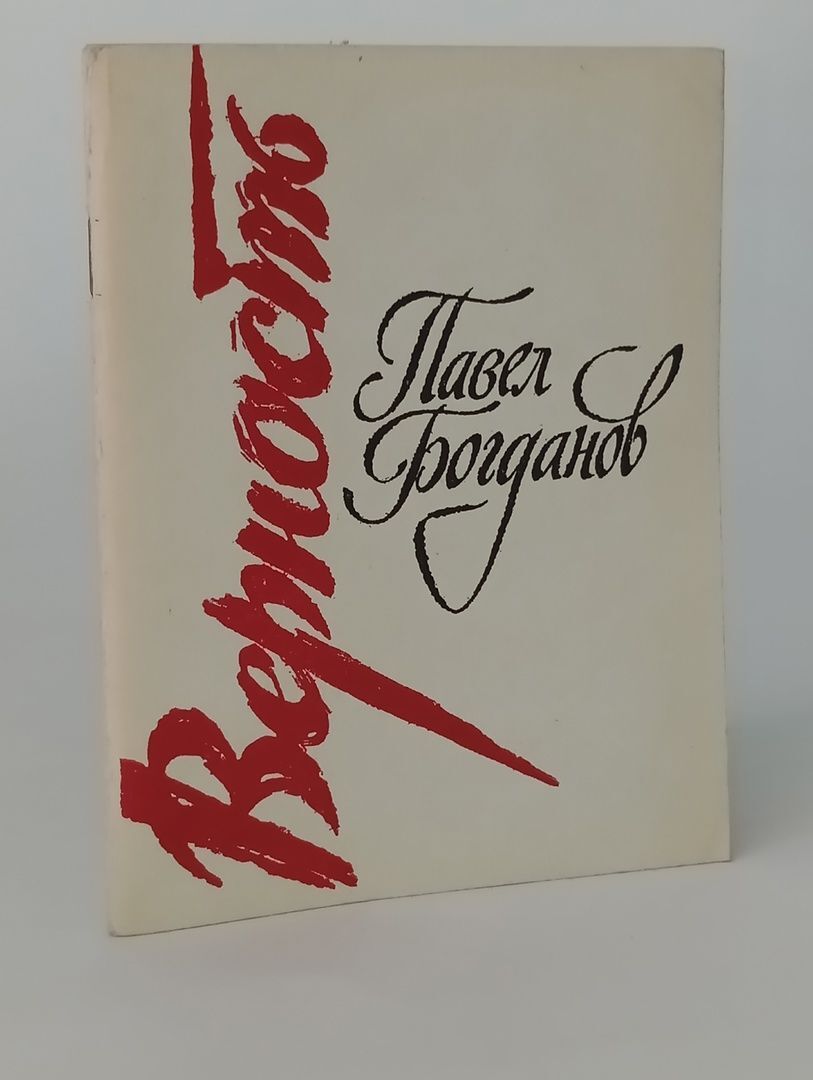 Верность
Павел
Богданов